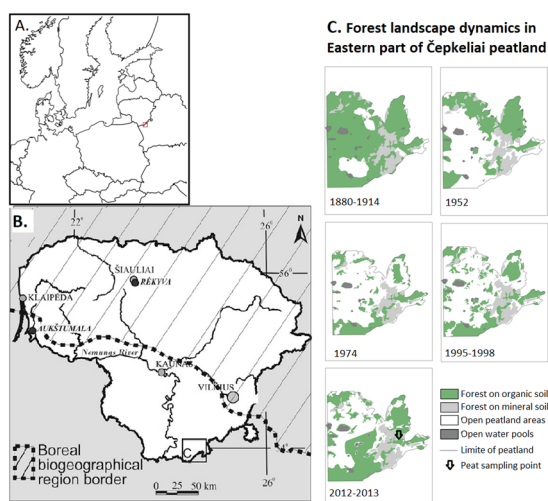 A.
C. Forest landscape dynamics in
Eastern part of Čepkeliai peatland
1880-1914
1952
1974
1995-1998
2012-2013
Forest on organic soil
Forest on mineral soil
Open peatland areas
Open water pools
Limite of peatland
Peat sampling point
B.
22°
26°
N
56°
ŠIAULIAI
RĖKYVA
KLAIPĖDA
AUKŠTUMALA
Nemunas River
KAUNAS
VILNIUS
C
4°
26°
Boreal
biogeographical
region border
0 25 50 km